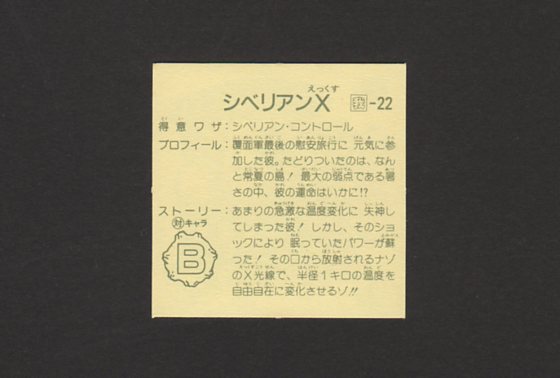 シベリアンX -22
得意ワザ：シベリアン・コントロール
プロフィール：覆面軍最後の慰安旅行に 元気に参
加した彼。たどりついたのは、なん
と常夏の島！ 最大の弱点である暑
さの中、彼の運命はいかに!?
ストーリー：あまりの急激な温度変化に 失神し
対キャラ てしまった彼！ しかし、そのショ
B ックにより 眠っていたパワーが蘇
った！ その口から放射されるナゾ
のX光線で、半径1キロの温度を
自由自在に変化させるゾ!!